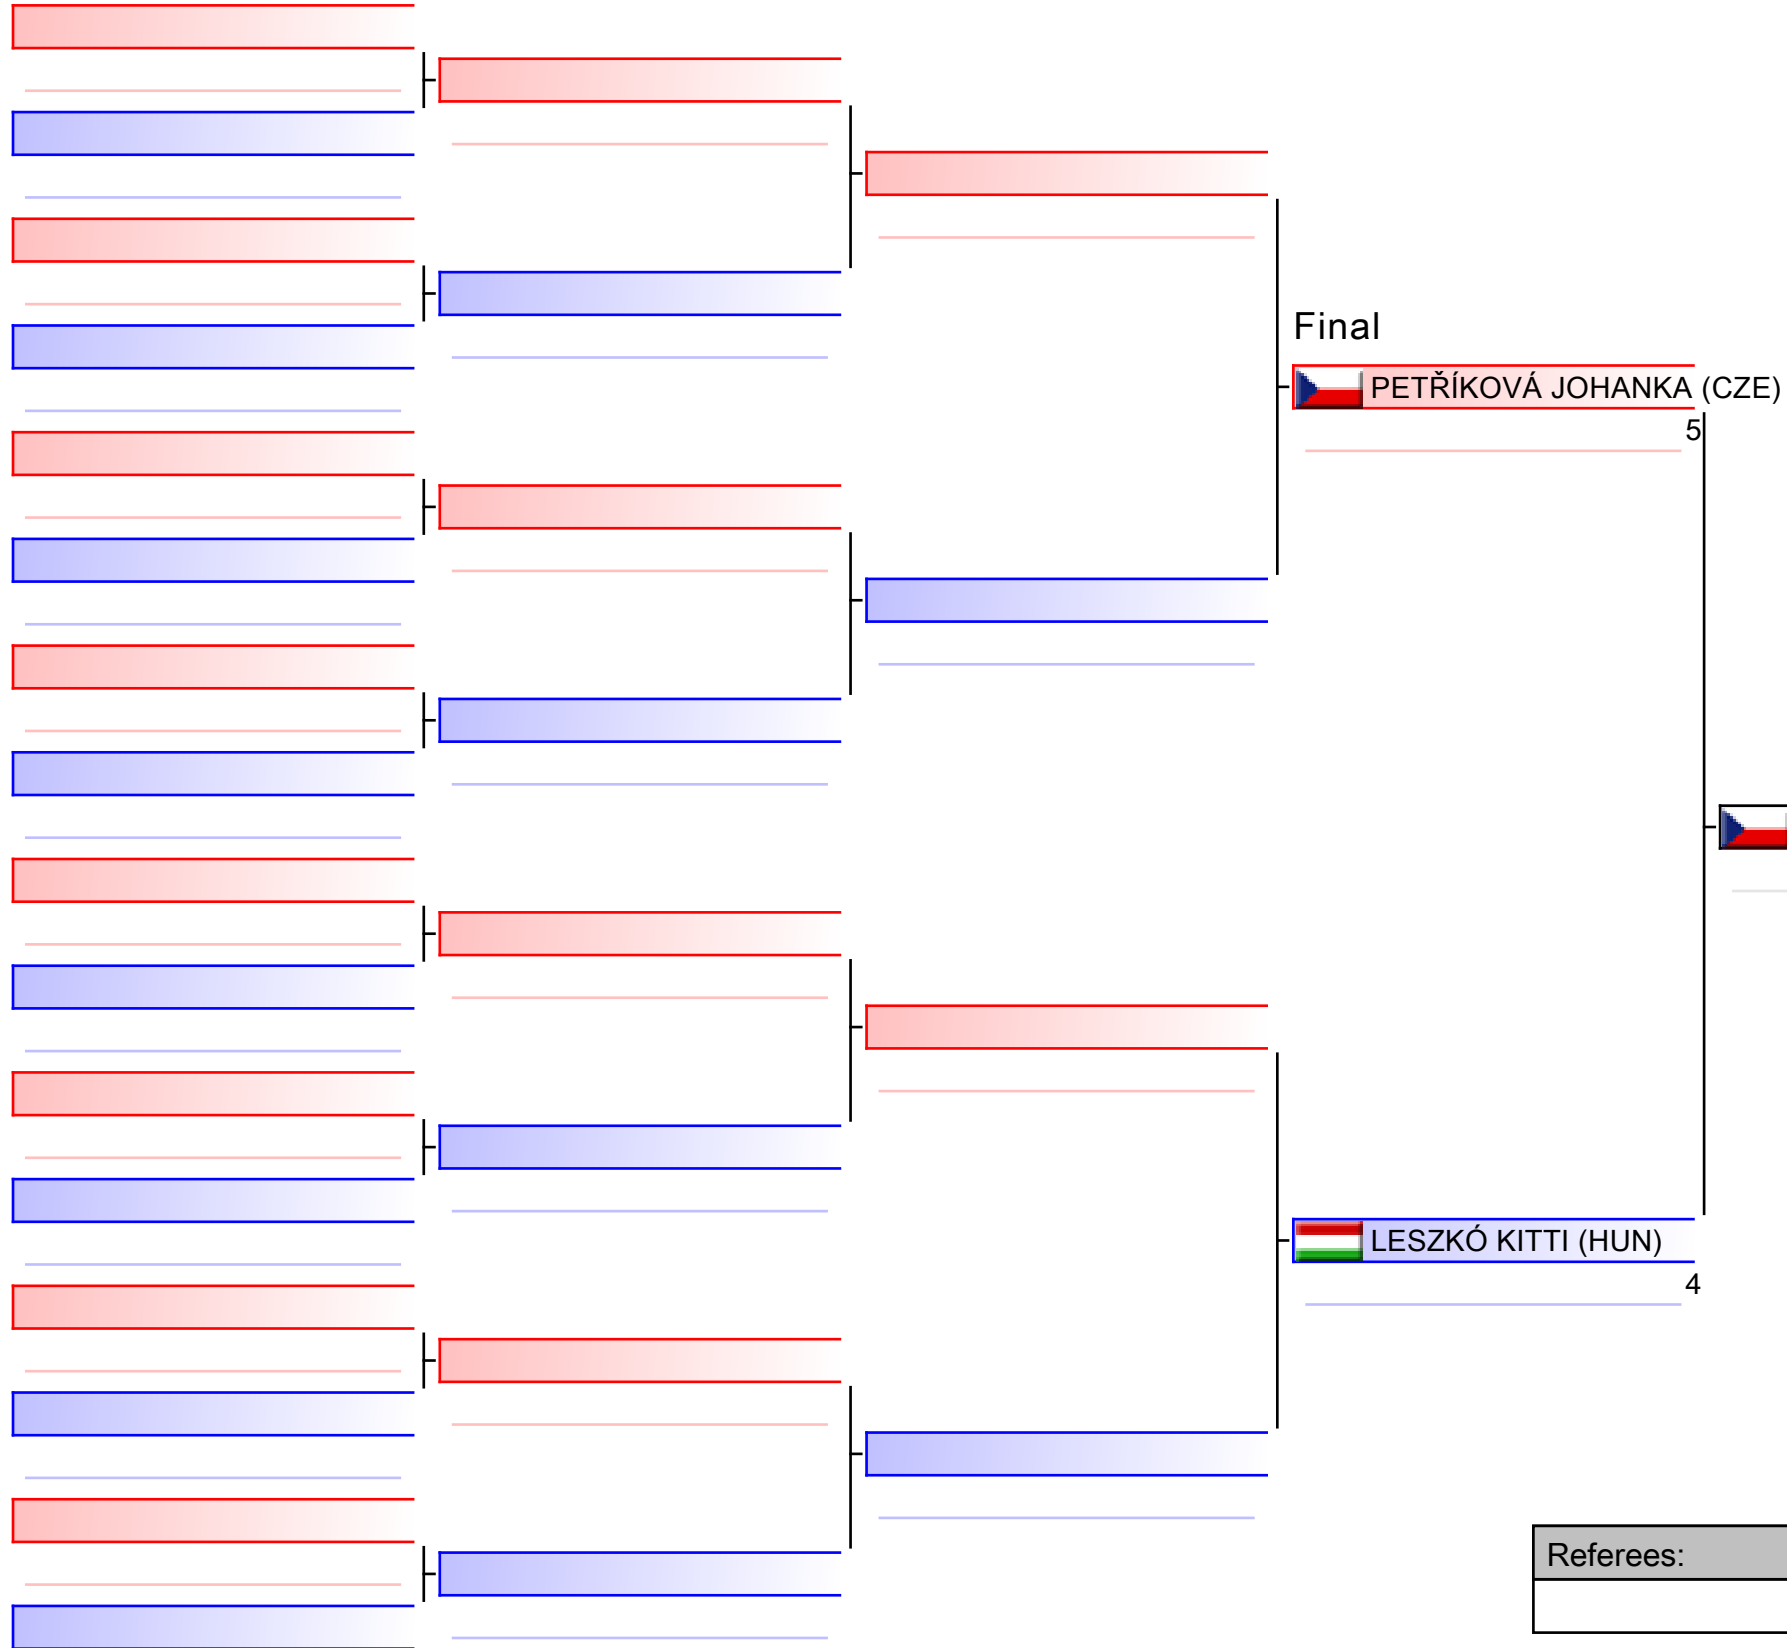 Final
PETŘÍKOVÁ JOHANKA (CZE)
5
LESZKÓ KITTI (HUN)
4
Referees: